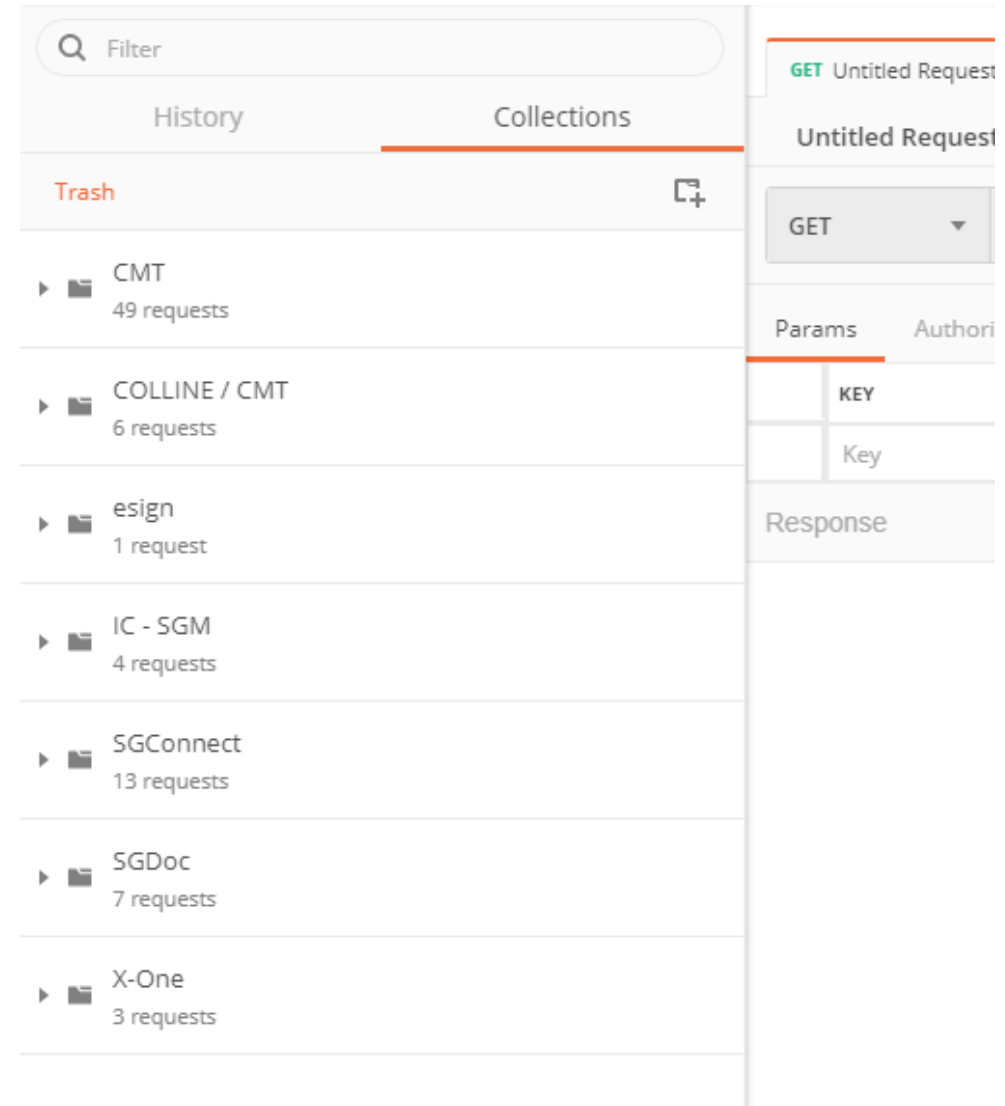 Filter
History
Collections
Trash
CMT
49 requests
COLLINE / CMT
6 requests
esign
1 request
IC - SGM
4 requests
SGConnect
13 requests
SGDoc
7 requests
X-One
3 requests
GET Untitled Request
Untitled Request
GET
Params Authori
KEY
Key
Response